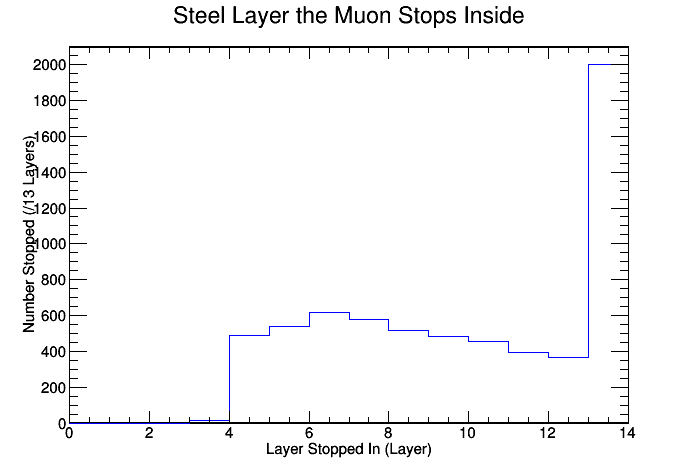 Steel Layer the Muon Stops Inside
2000
1800
1600
1400
1200
1000
800
600
400
200
0
Number Stopped (/13 Layers)
0 2 4 6 8 10 12 14
Layer Stopped In (Layer)